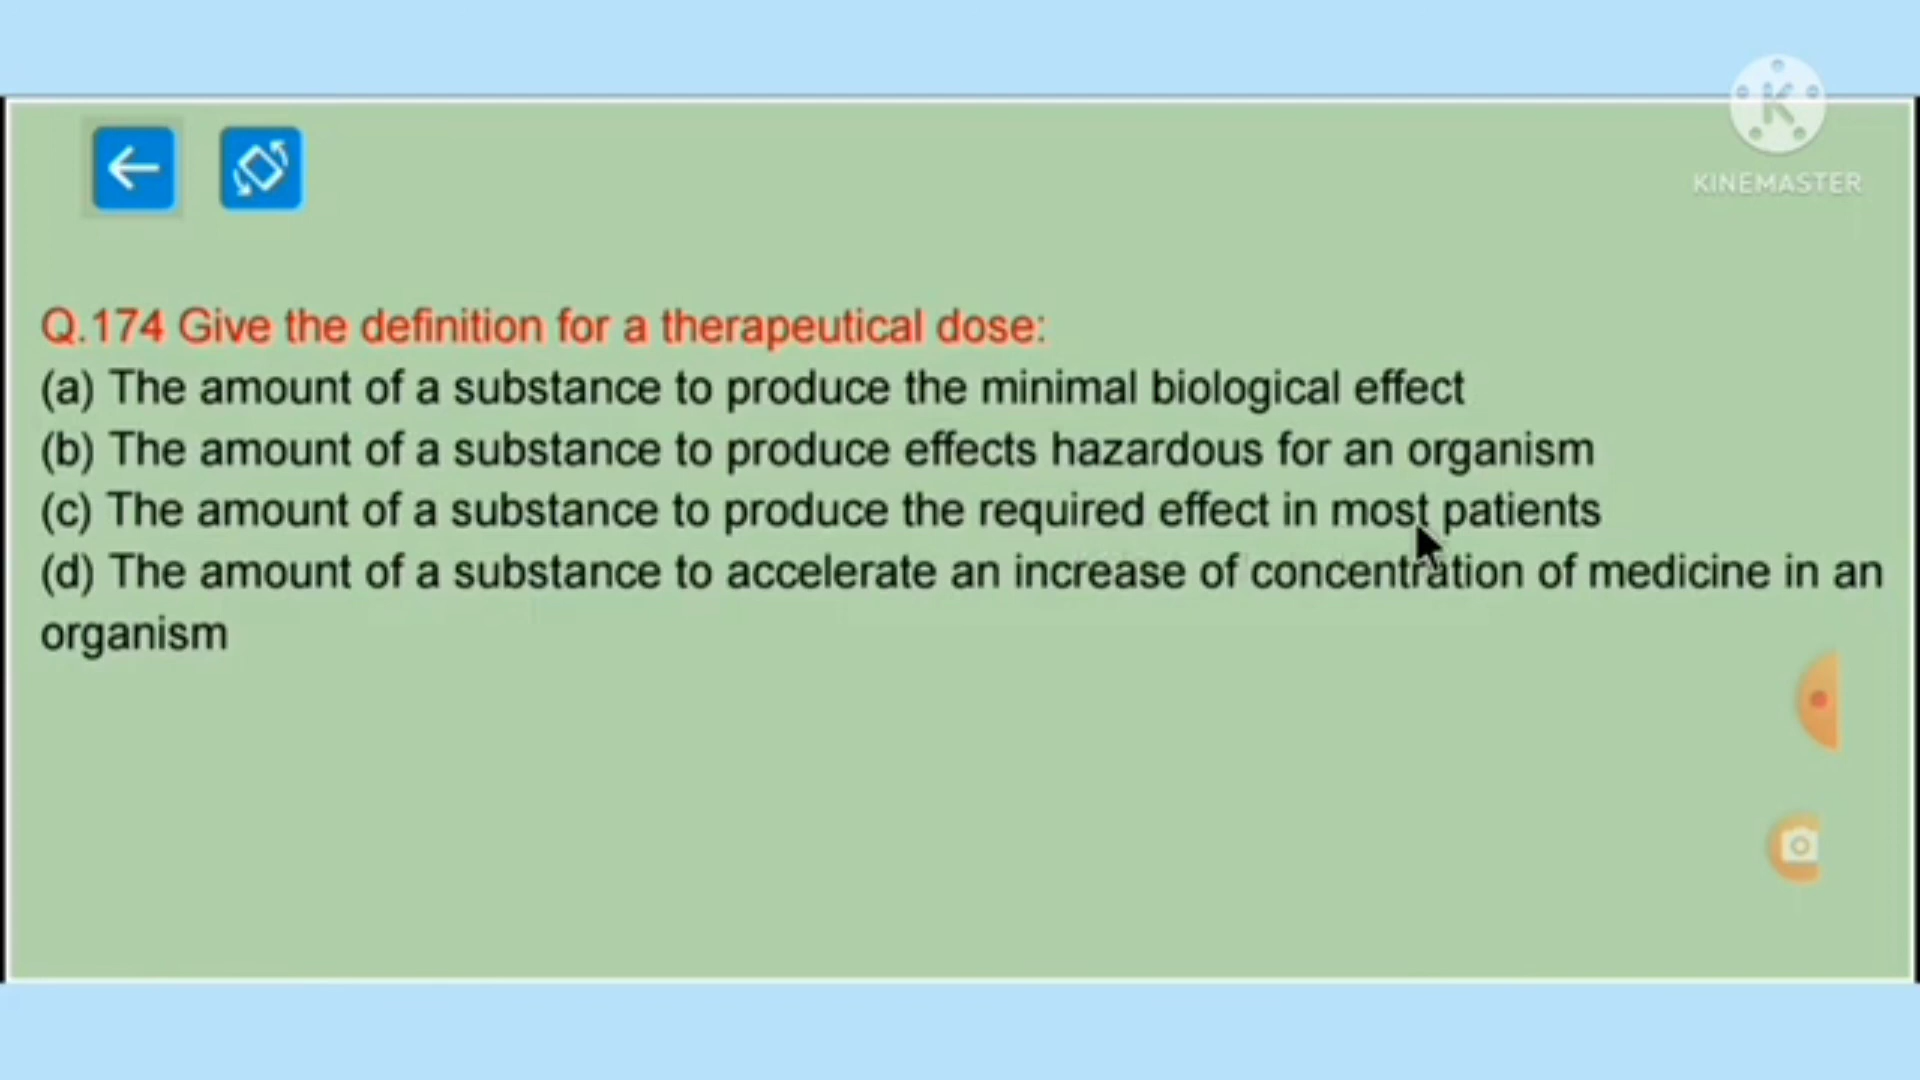 K
KINEMASTER
Q.174 Give the definition for a therapeutical dose:
(a) The amount of a substance to produce the minimal biological effect
(b) The amount of a substance to produce effects hazardous for an organism
(c) The amount of a substance to produce the required effect in most patients
(d) The amount of a substance to accelerate an increase of concentration of medicine in an
organism